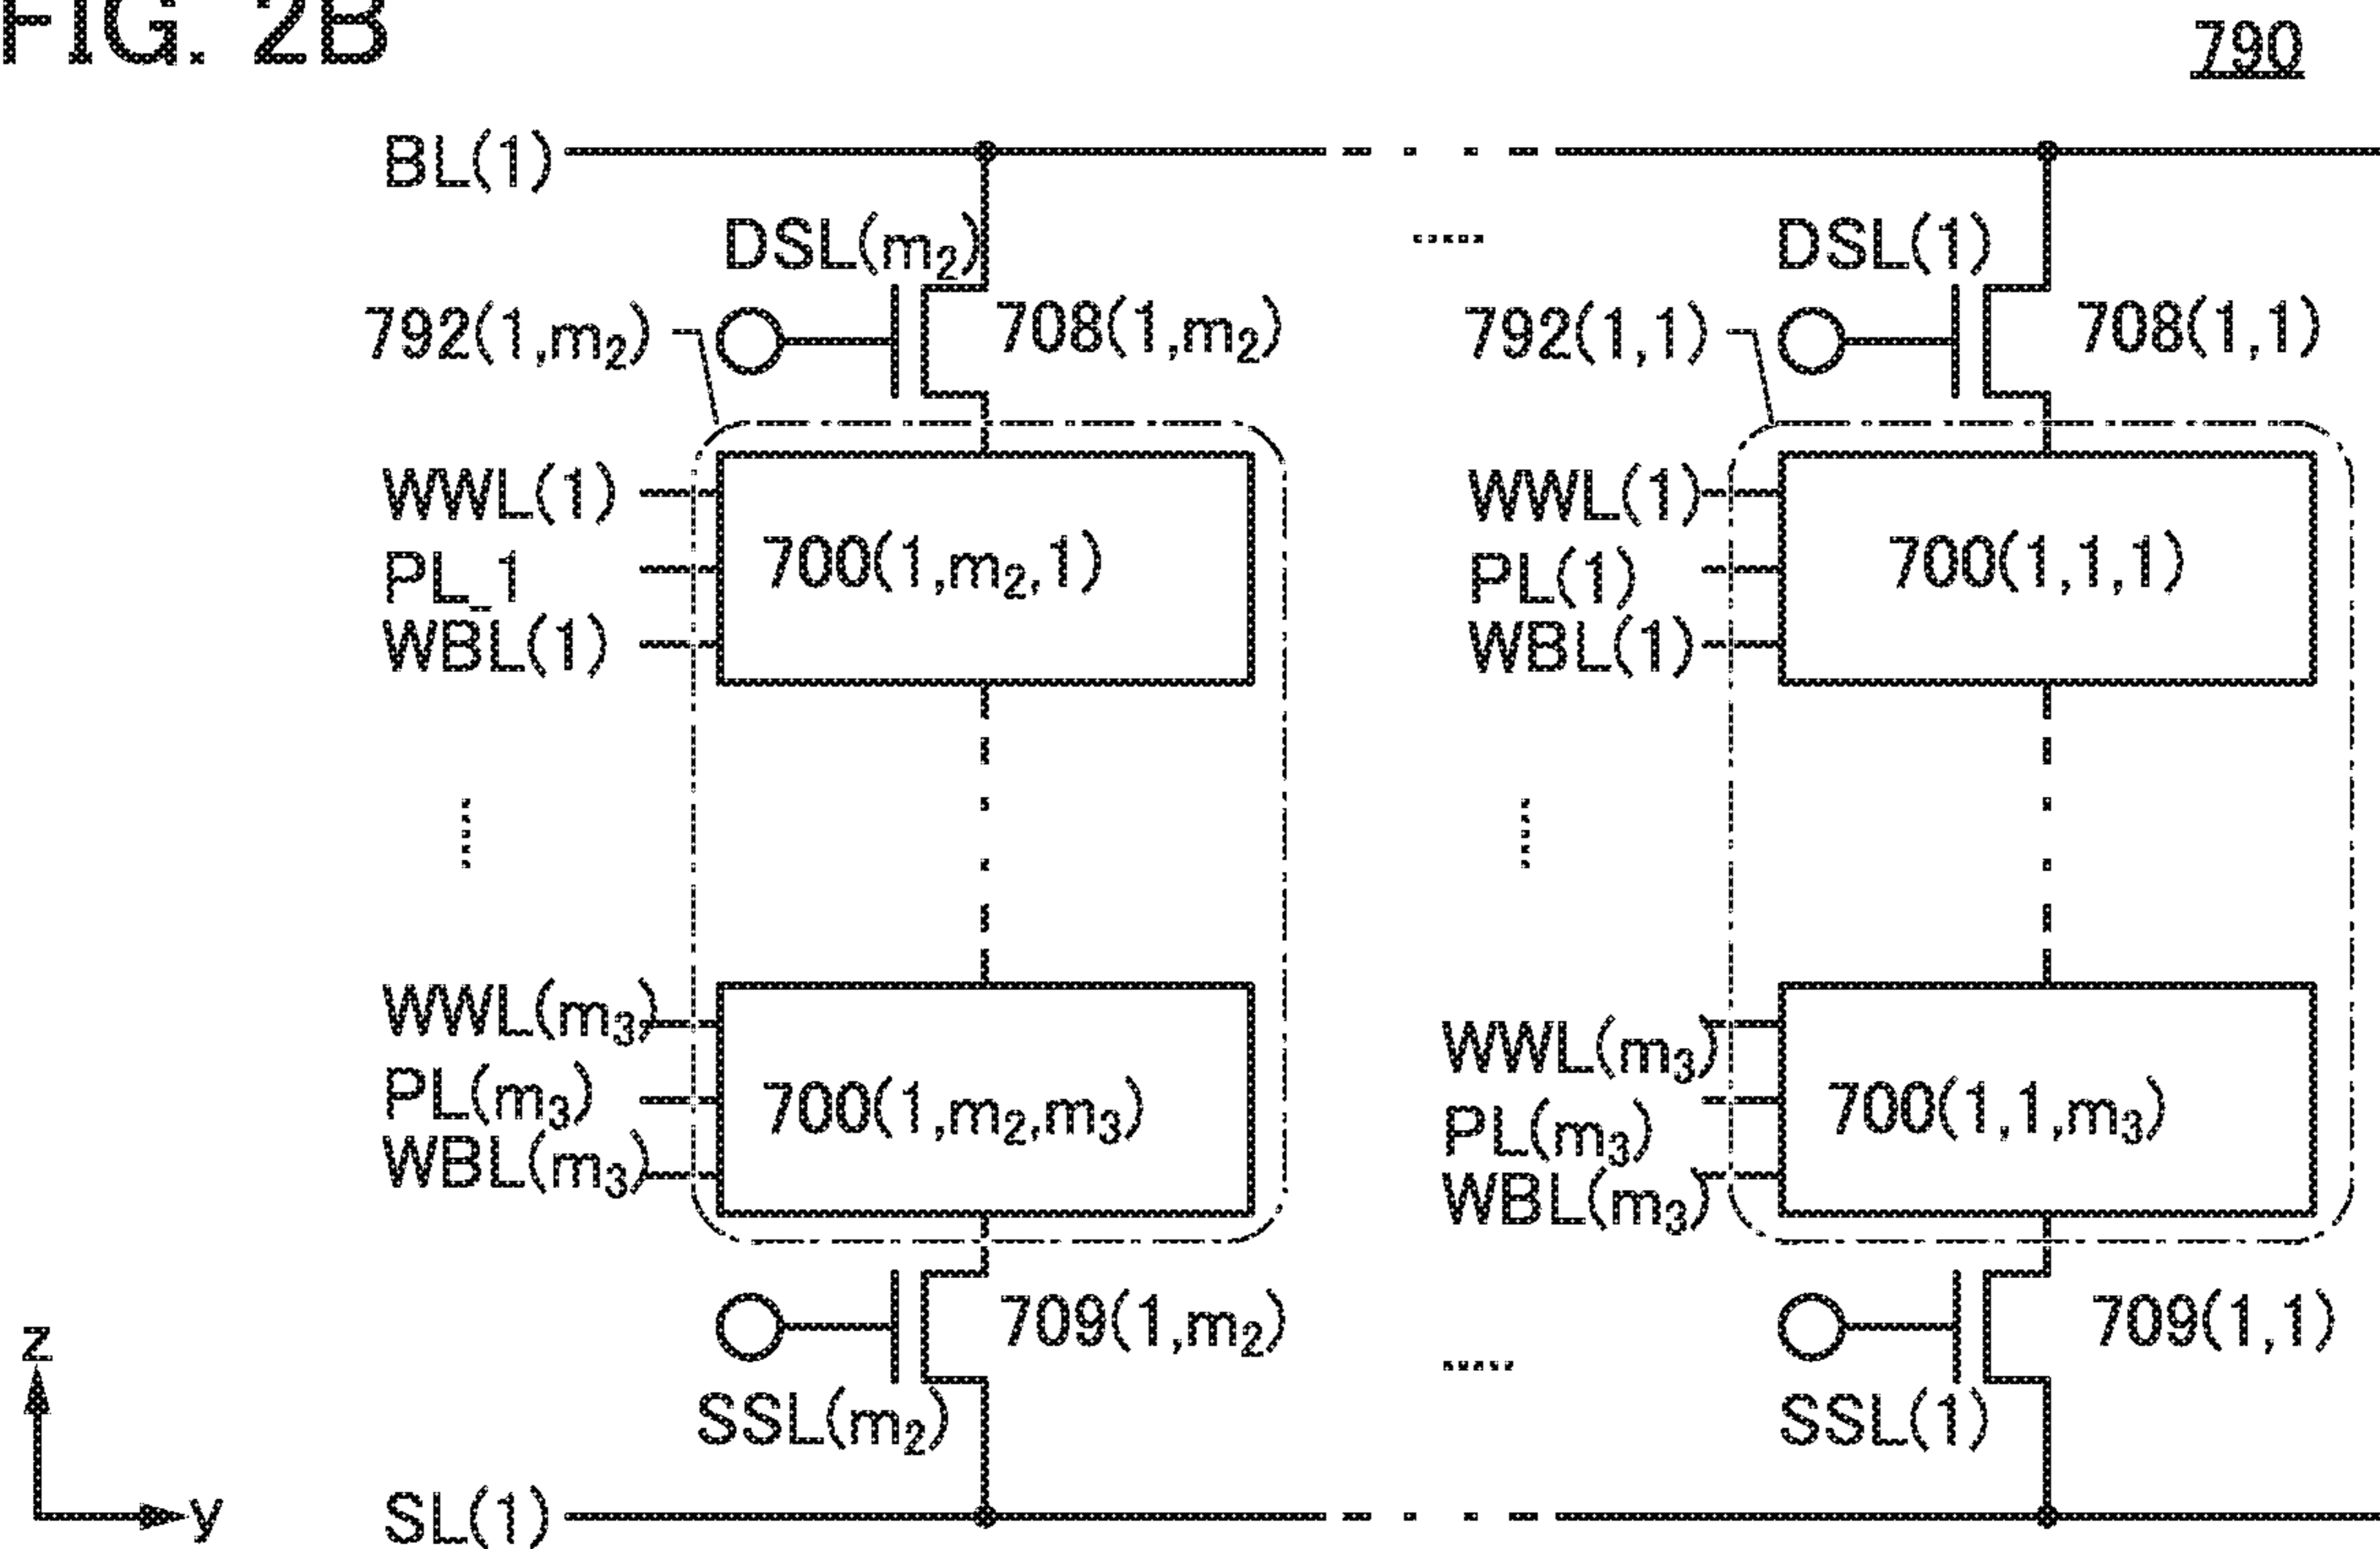 FIG. 2B
790
BL(1)
DSL(m₂)
DSL(1)
792(1,m₂)
708(1,m₂)
792(1,1)
708(1,1)
WWL(1)
PL_1
WBL(1)
700(1,m₂,1)
WWL(1)
PL(1)
WBL(1)
700(1,1,1)
WWL(m₃)
PL(m₃)
WBL(m₃)
700(1,m₂,m₃)
WWL(m₃)
PL(m₃)
WBL(m₃)
700(1,1,m₃)
709(1,m₂)
709(1,1)
SSL(m₂)
SSL(1)
SL(1)
z
y